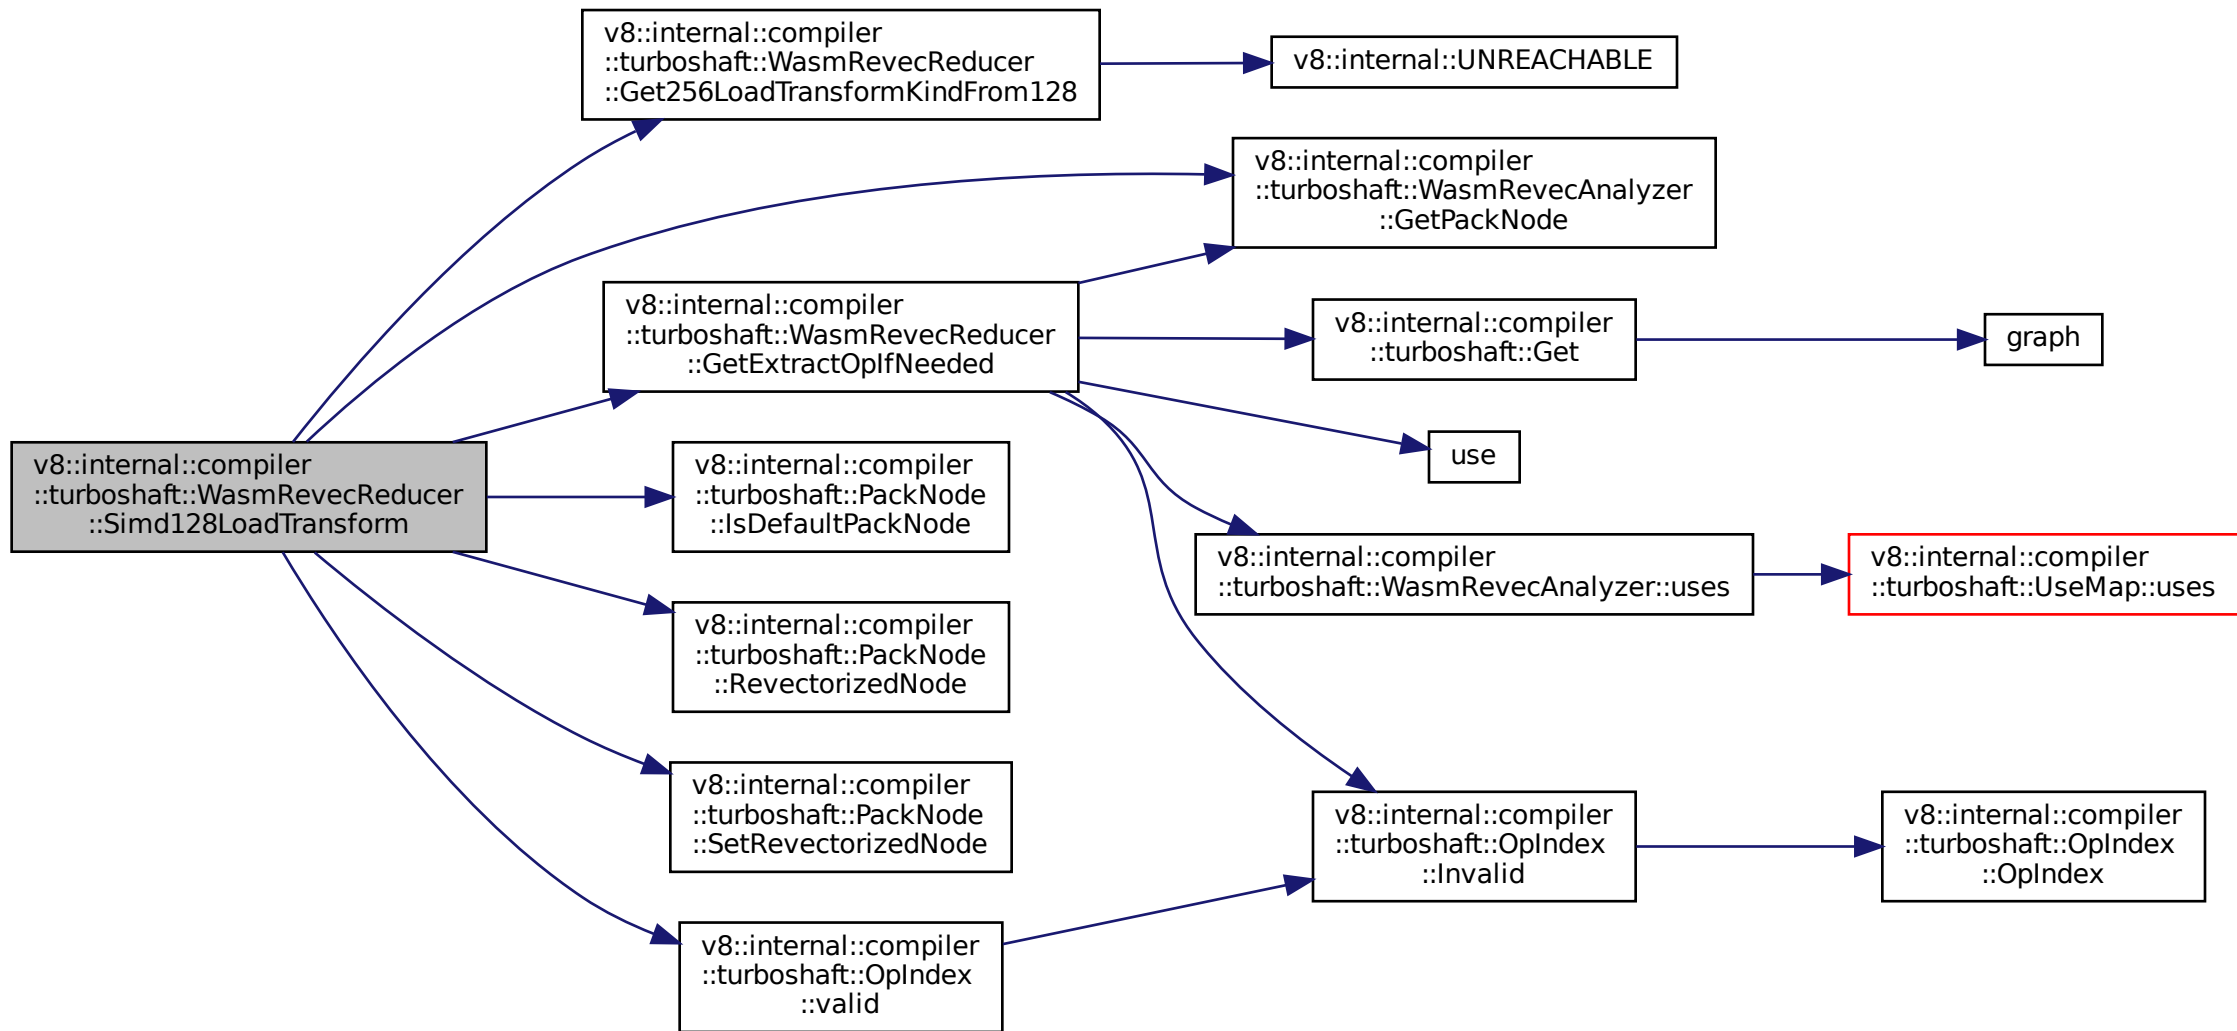 v8::internal::compiler
::turboshaft::WasmRevecReducer
::Simd128LoadTransform
v8::internal::compiler
::turboshaft::WasmRevecReducer
::Get256LoadTransformKindFrom128
v8::internal::UNREACHABLE
v8::internal::compiler
::turboshaft::WasmRevecAnalyzer
::GetPackNode
v8::internal::compiler
::turboshaft::WasmRevecReducer
::GetExtractOpIfNeeded
v8::internal::compiler
::turboshaft::Get
graph
use
v8::internal::compiler
::turboshaft::PackNode
::IsDefaultPackNode
v8::internal::compiler
::turboshaft::WasmRevecAnalyzer::uses
v8::internal::compiler
::turboshaft::UseMap::uses
v8::internal::compiler
::turboshaft::PackNode
::RevectorizedNode
v8::internal::compiler
::turboshaft::PackNode
::SetRevectorizedNode
v8::internal::compiler
::turboshaft::OpIndex
::Invalid
v8::internal::compiler
::turboshaft::OpIndex
::OpIndex
v8::internal::compiler
::turboshaft::OpIndex
::valid